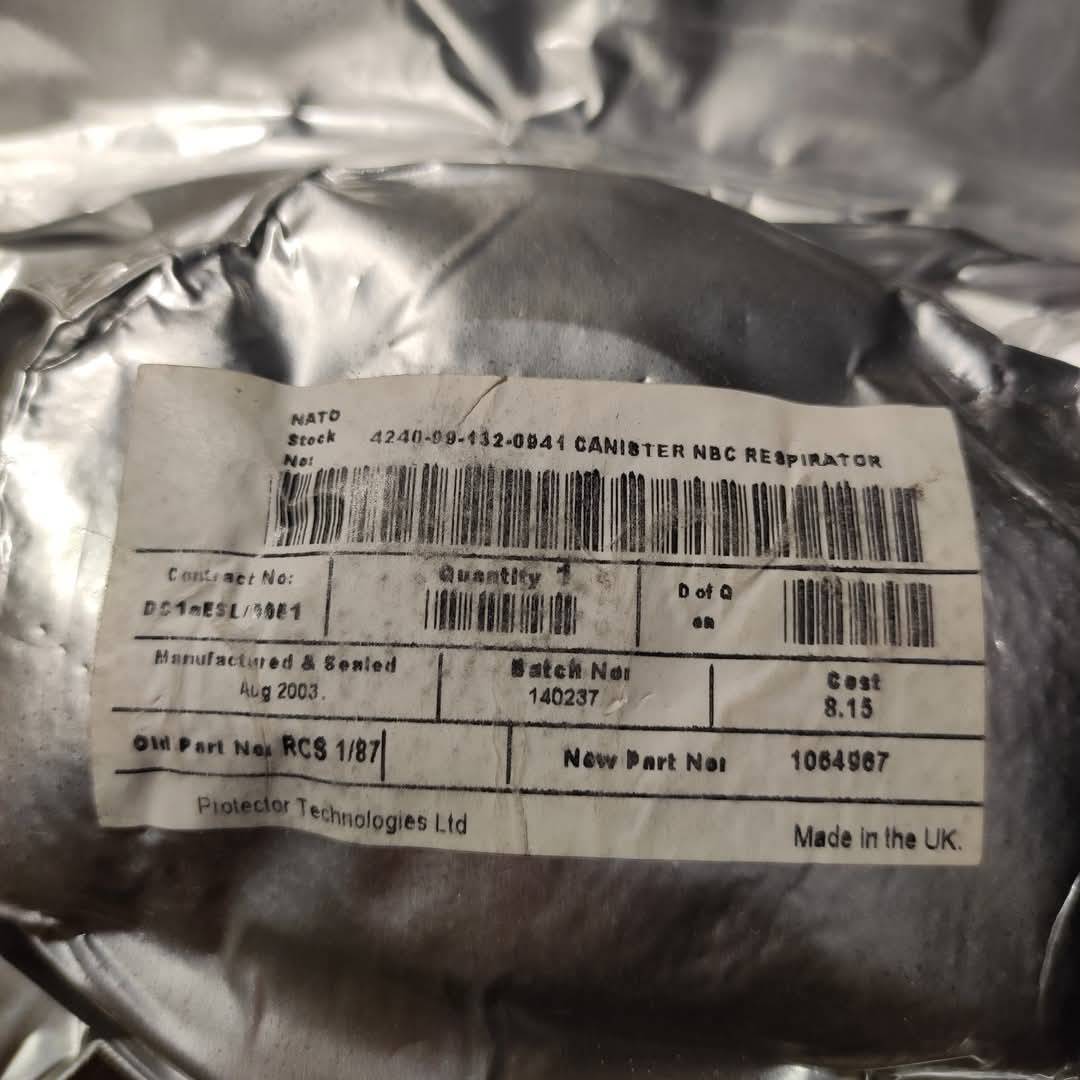 NATO
Stock
No:
4240-99-132-0941 CANISTER NBC RESPIRATOR
Contract No:
Quantity 1
D of Q
ea
Manufactured & Sealed
Aug 2003.
Batch No:
140237
Cost
8.15
Old Part No: RCS 1/87
New Part No: 1064967
Protector Technologies Ltd
Made in the UK.